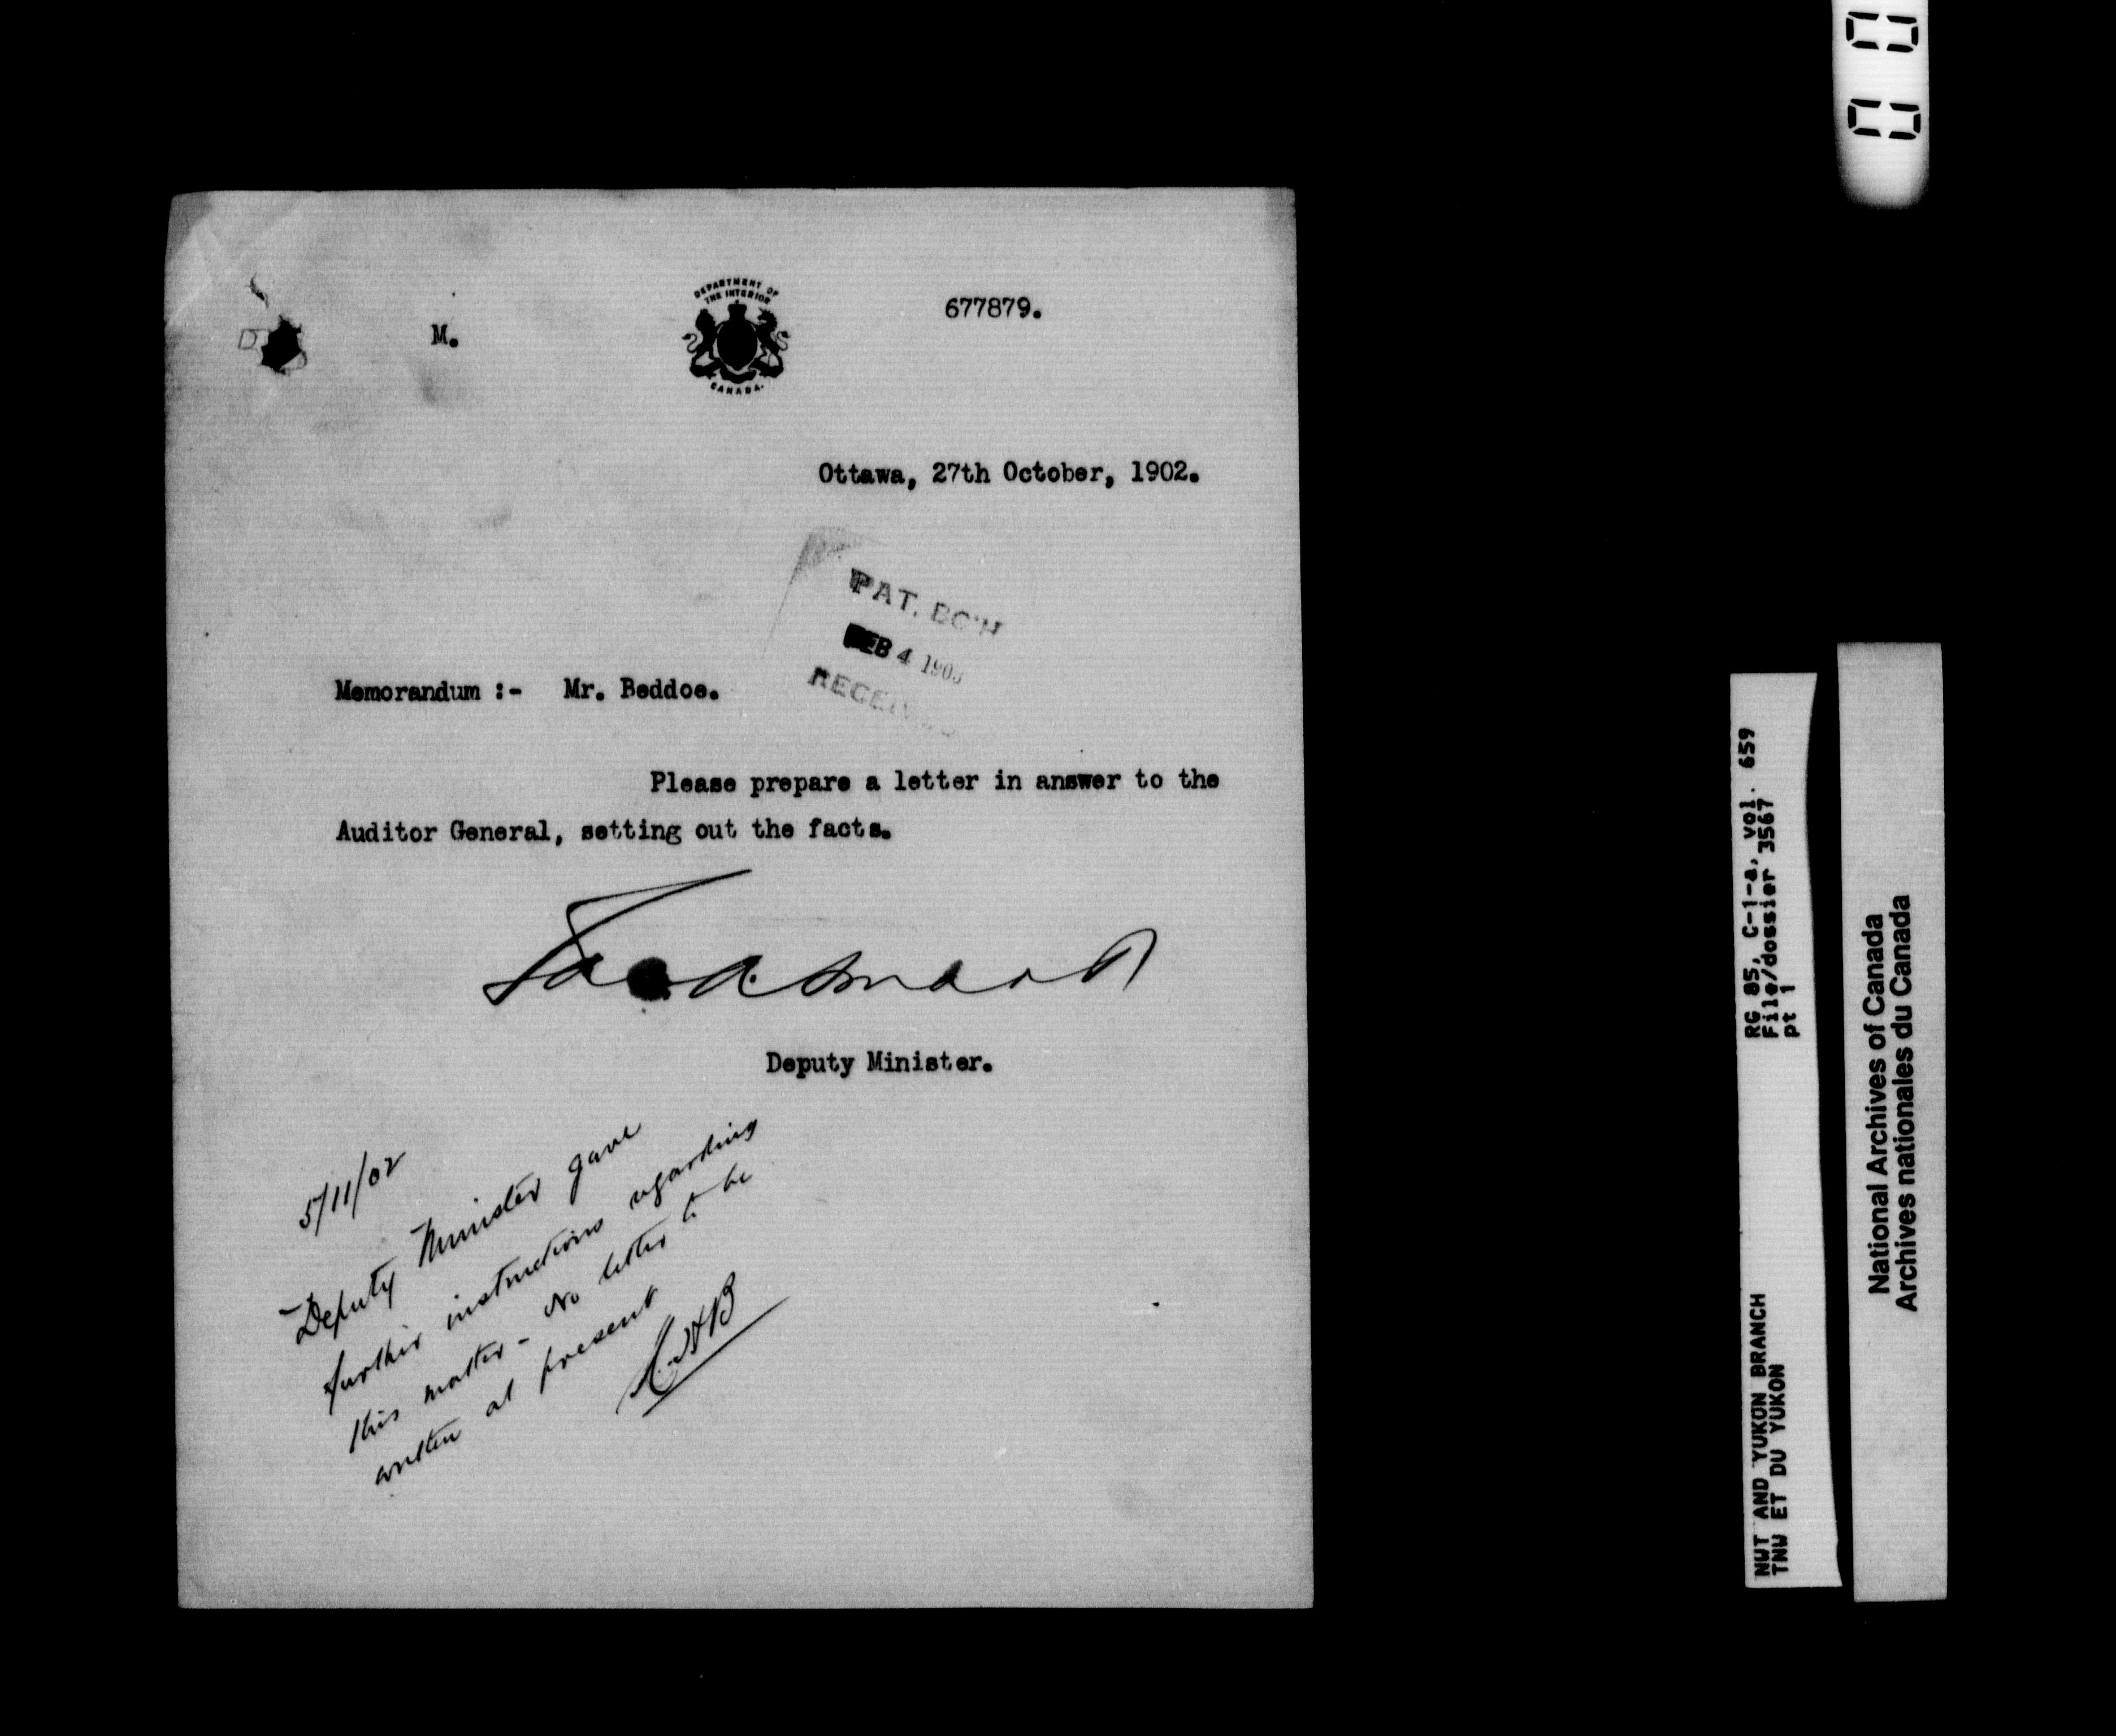 DEPARTMENT OF
THE INTERIOR
CANADA.
M.
677879.
Ottawa, 27th October, 1902.
PAT. BC'H
FEB 4 190
Memorandum :- Mr. Beddoe.
Please prepare a letter in answer to the
Auditor General, setting out the facts.
Smart
Deputy Minister.
5/11/02
Deputy Minister gave
further instructions regarding
this matter - No letter to be
written at present
RG 85, C-1-a, vol. 659
File/dossier 3567
pt 1
NWT AND YUKON BRANCH
TNW ET DU YUKON
National Archives of Canada
Archives nationales du Canada